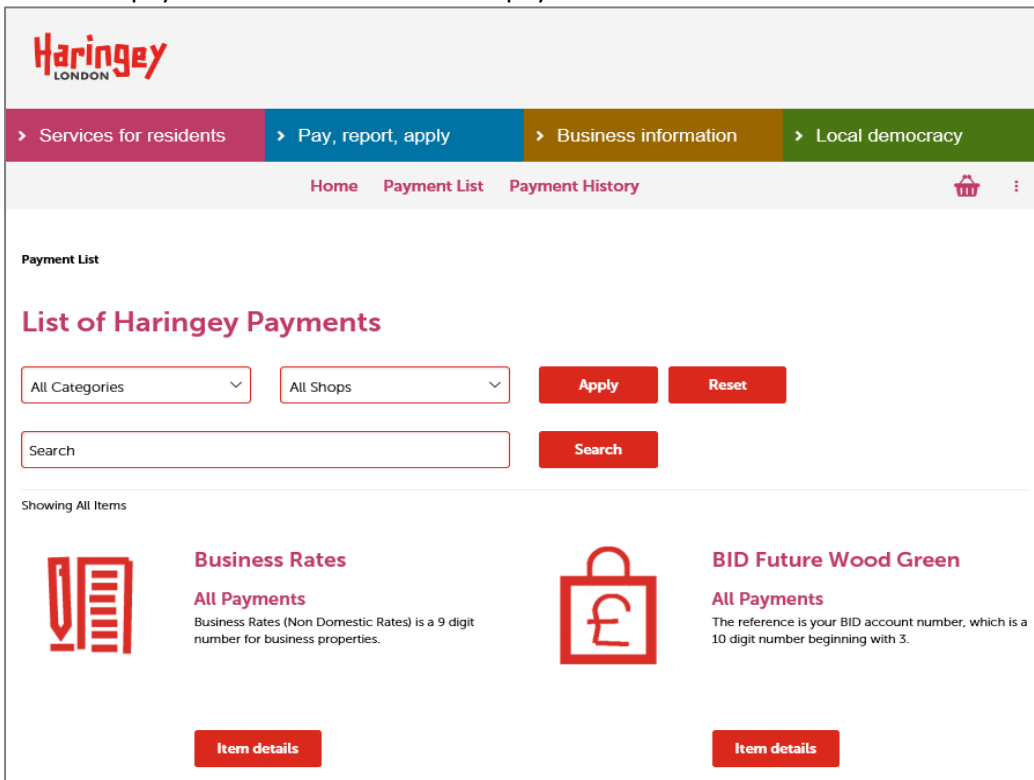 Haringey
LONDON
Services for residents
Pay, report, apply
Business information
Local democracy
Home Payment List Payment History
Payment List
List of Haringey Payments
All Categories All Shops Apply Reset
Search Search
Showing All Items
Business Rates
All Payments
Business Rates (Non Domestic Rates) is a 9 digit
number for business properties.
Item details
BID Future Wood Green
All Payments
The reference is your BID account number, which is a
10 digit number beginning with 3.
Item details